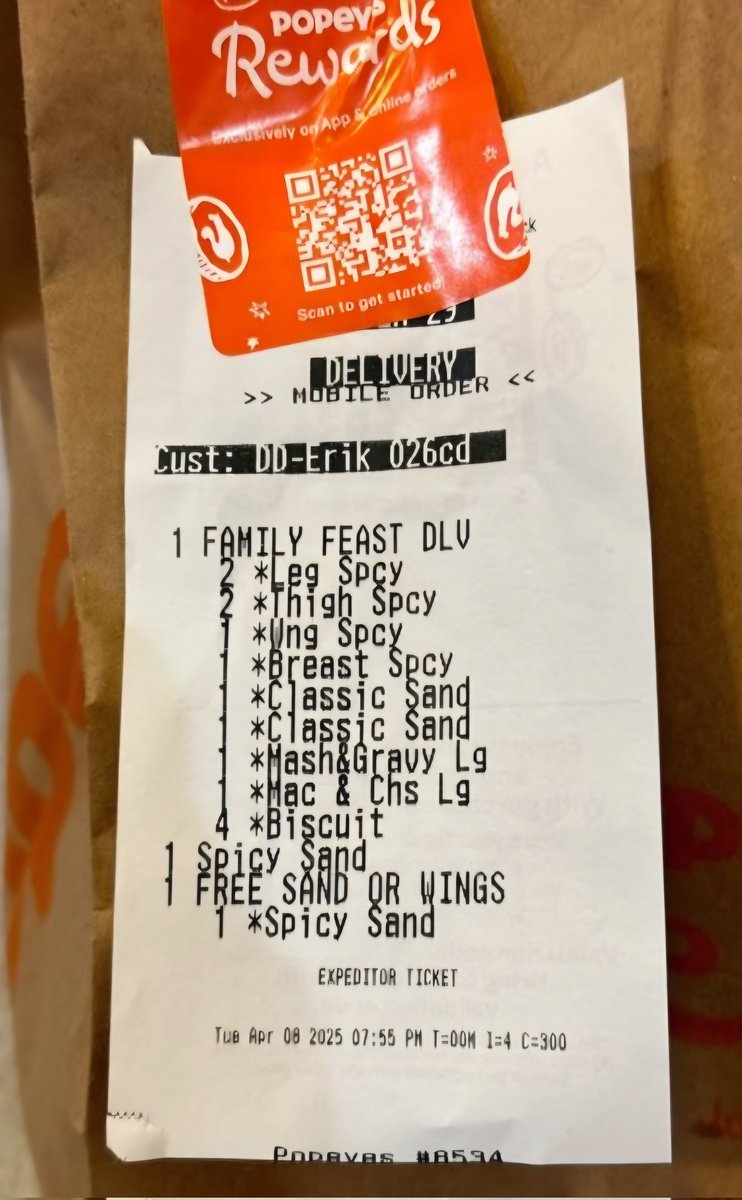 POPEYES
Rewards
Exclusively on App & online orders
Scan to get started!
DELIVERY
>> MOBILE ORDER <<
Cust: DD-Erik 026cd
1 FAMILY FEAST DLV
2 *Leg Spcy
2 *Thigh Spcy
1 *Wng Spcy
1 *Breast Spcy
1 *Classic Sand
1 *Classic Sand
1 *Mash&Gravy Lg
1 *Mac & Chs Lg
4 *Biscuit
1 Spicy Sand
1 FREE SAND OR WINGS
1 *Spicy Sand
EXPEDITOR TICKET
Tue Apr 08 2025 07:55 PM T=00M I=4 C=300
Popeyes #8594